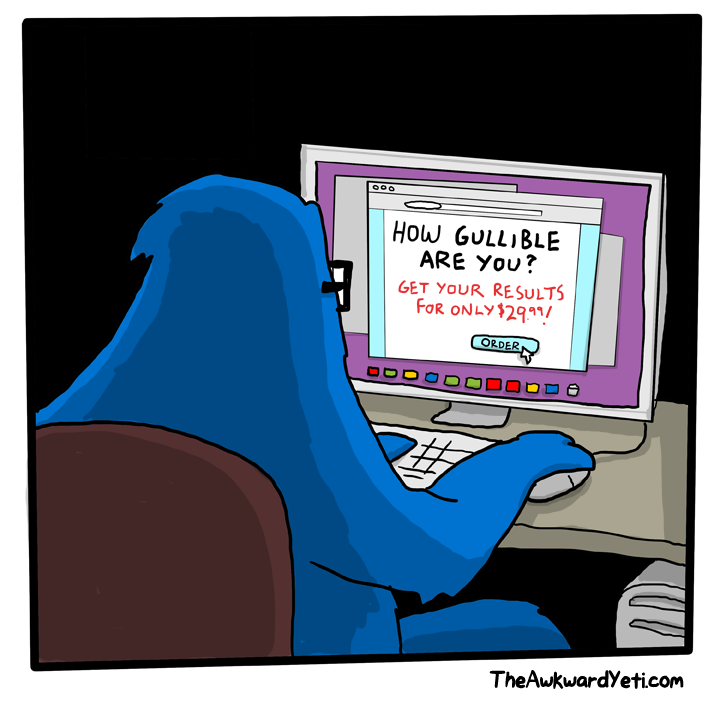 HOW GULLIBLE
ARE YOU?
GET YOUR RESULTS
FOR ONLY $29.99!
ORDER
TheAwkwardYeti.com